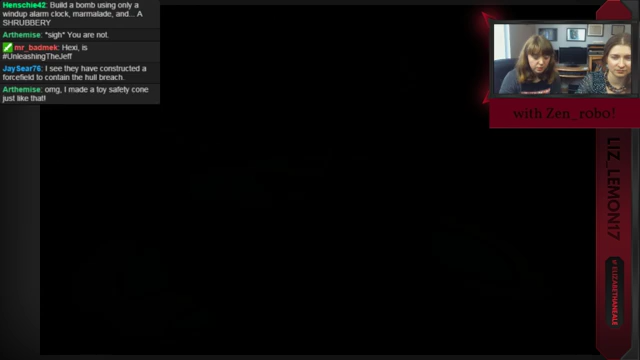 Henschie42: Build a bomb using only a
windup alarm clock, marmalade, and... A
SHRUBBERY
Arthemise: *sigh* You are not.
mr_badmek: Hexi, is
#UnleashingTheJeff
JaySear76: I see they have constructed a
forcefield to contain the hull breach.
Arthemise: omg, I made a toy safety cone
just like that!
with Zen_robo!
LIZ_LEMON17
#ELIZABETHANEALE